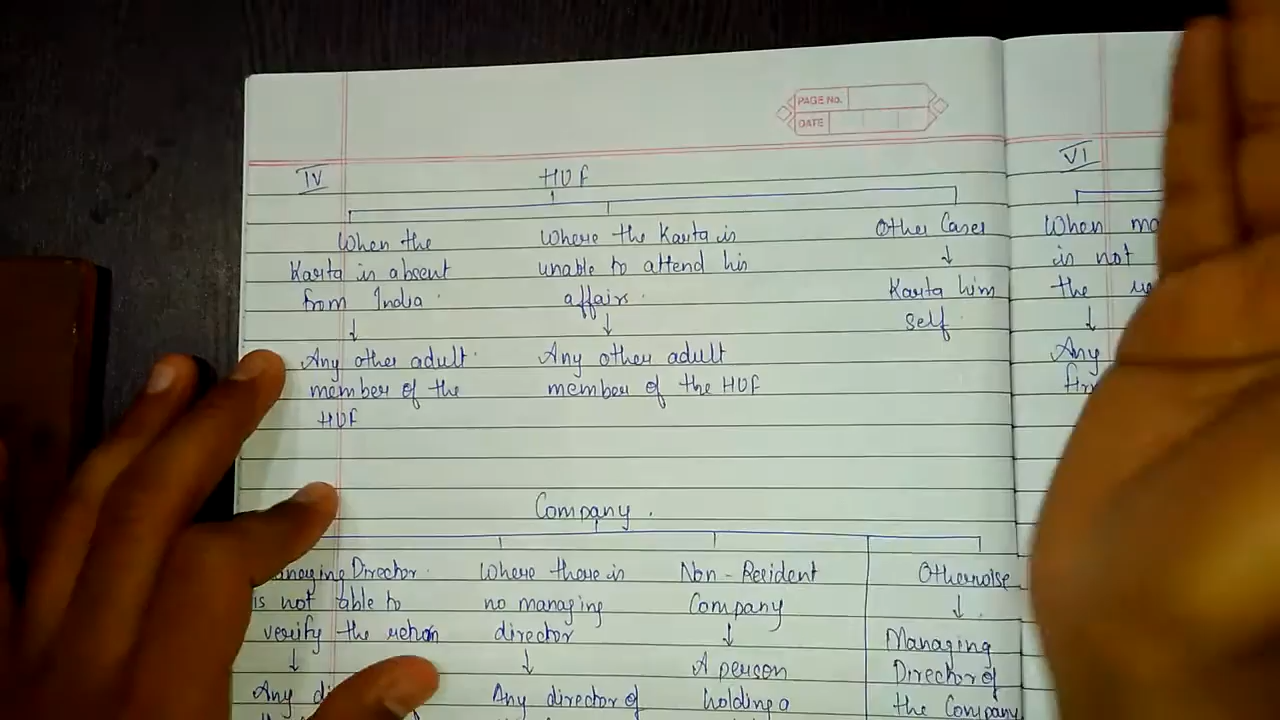 PAGE No.
DATE
IV
HUF
When the
Karta is absent
from India.
Any other adult
member of the
HUF
Where the Karta is
unable to attend his
affairs.
Any other adult
member of the HUF
Other Cases
Karta him
self.
VI
When
is not
the
Any
Company.
Director.
is not able to
verify the return
Any
Where there is
no managing
director
Any director of
Non-Resident
Company
A person
holding a
Otherwise
Managing
Director of
the Company